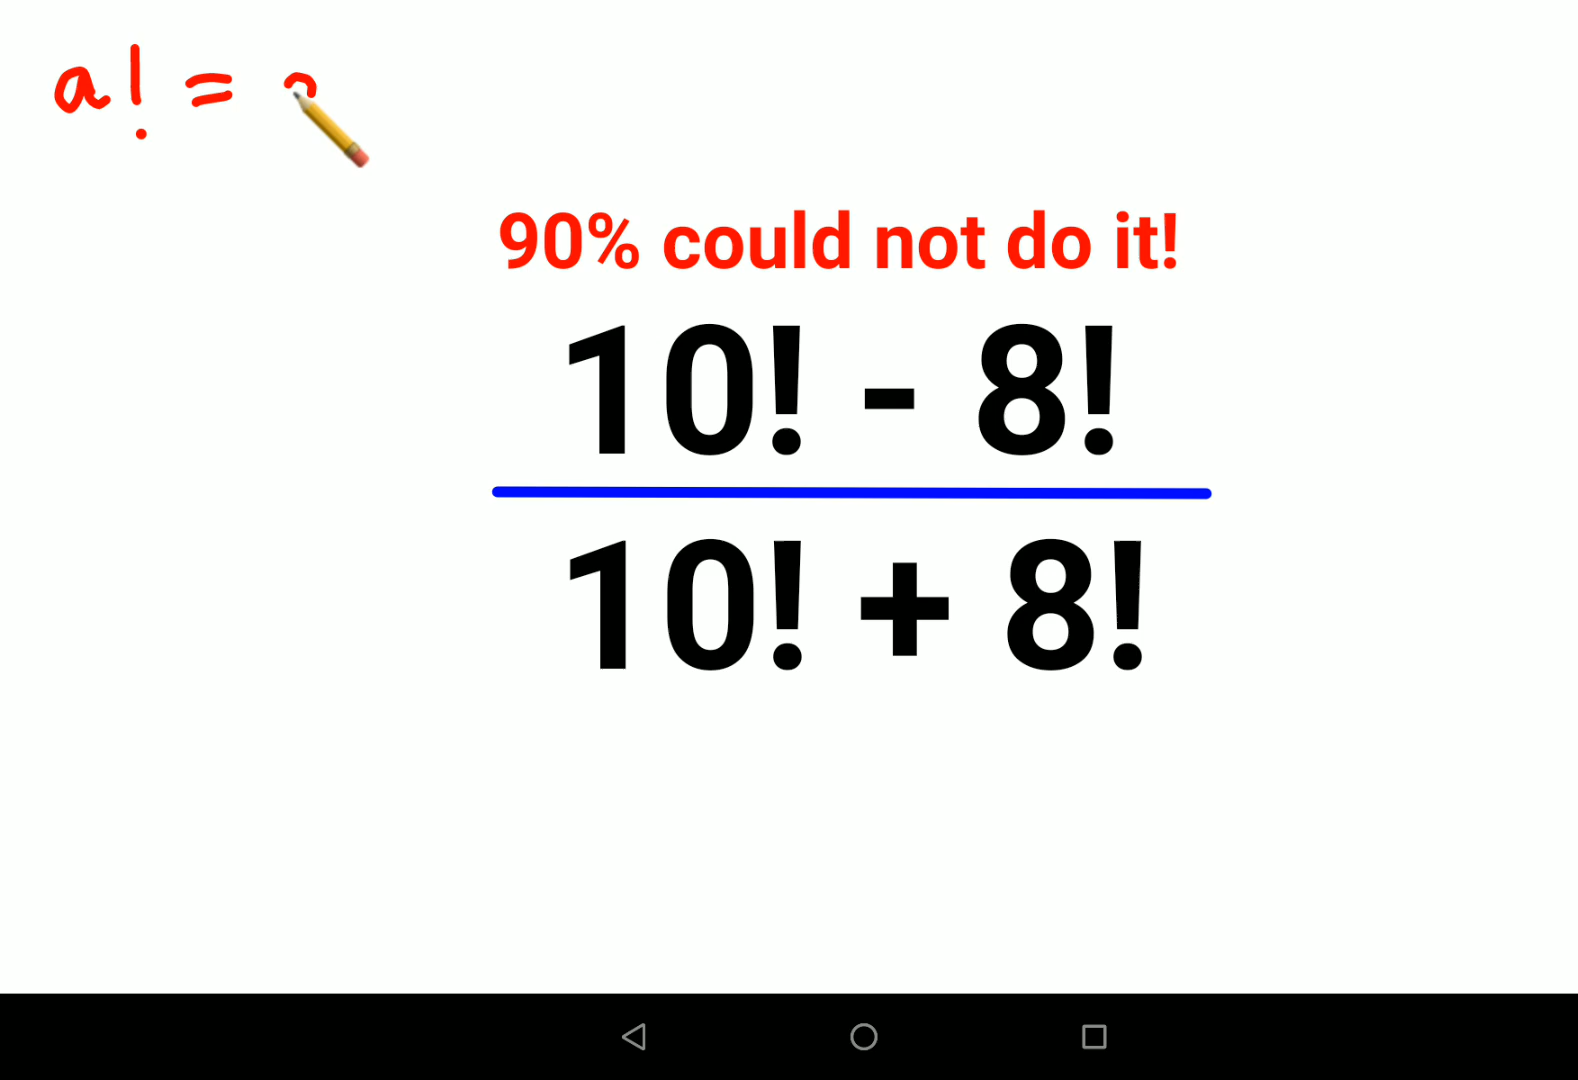 a! =
90% could not do it!
10! - 8!
10! + 8!